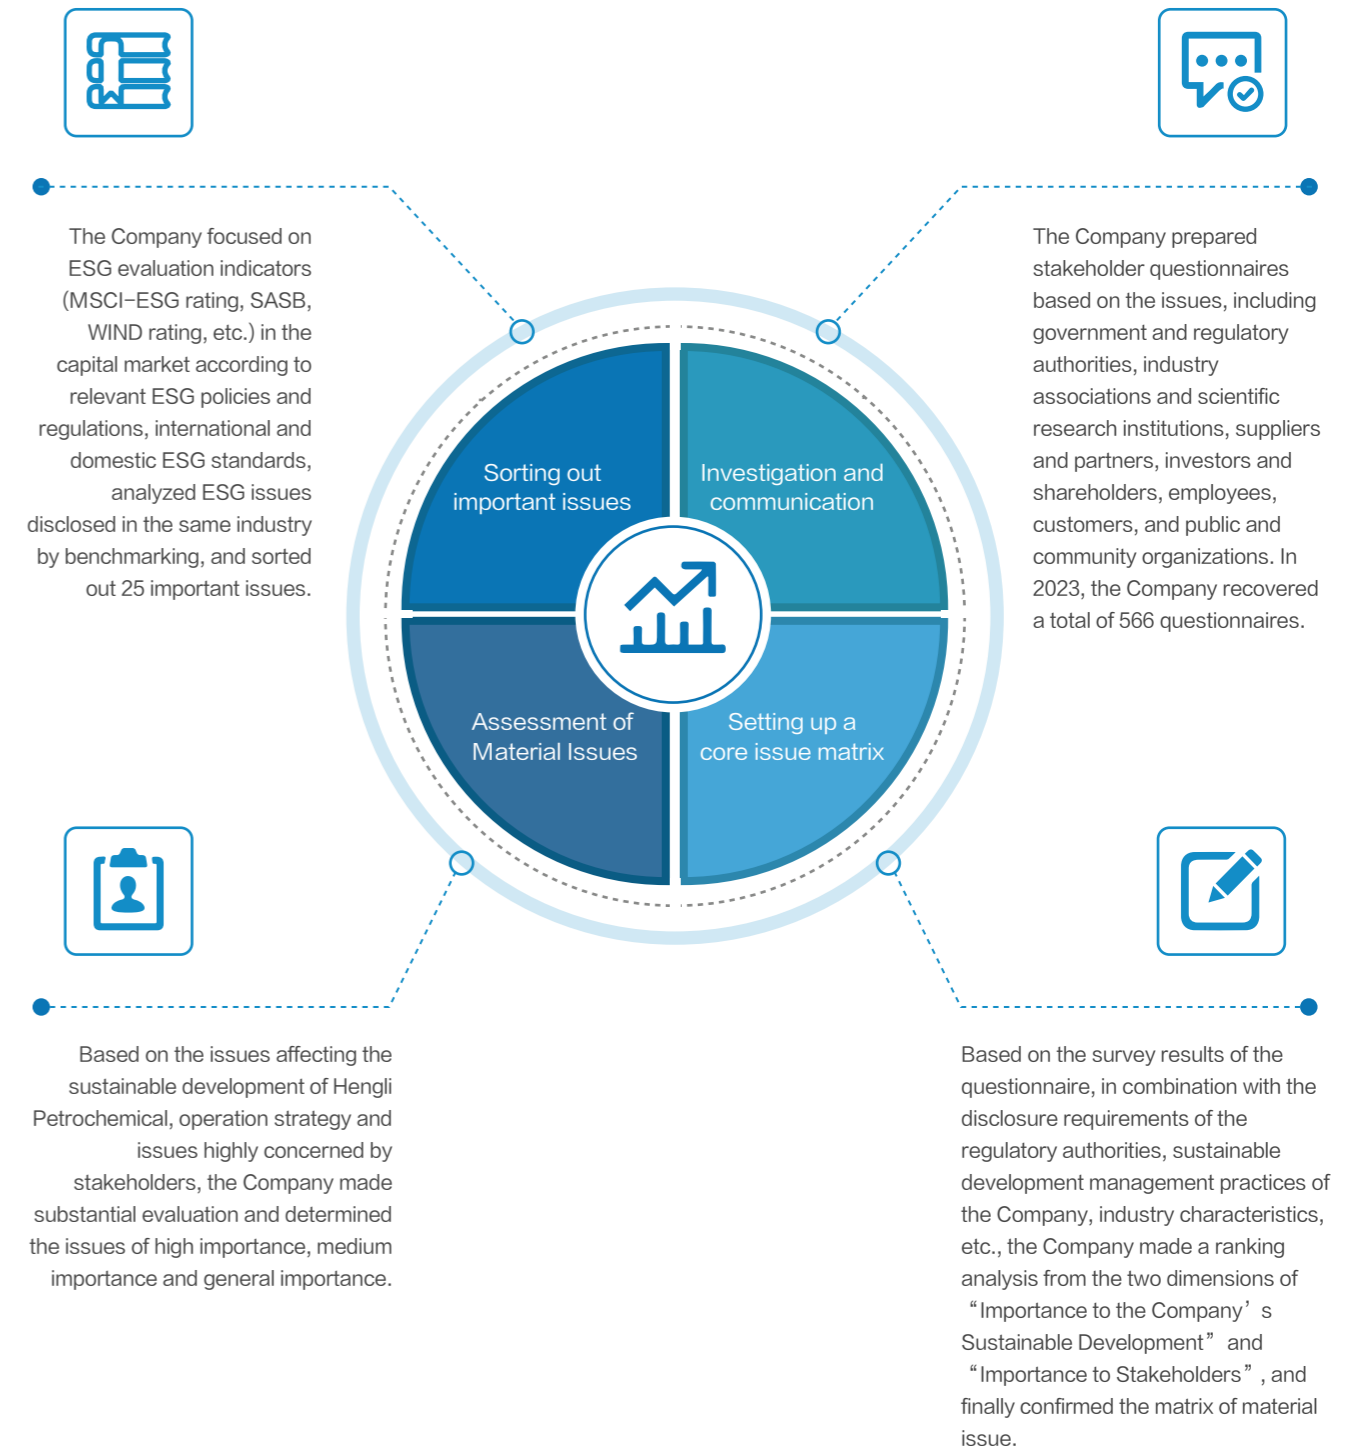 The Company focused on
ESG evaluation indicators
(MSCI-ESG rating, SASB,
WIND rating, etc.) in the
capital market according to
relevant ESG policies and
regulations, international and
domestic ESG standards,
analyzed ESG issues
disclosed in the same industry
by benchmarking, and sorted
out 25 important issues.
The Company prepared
stakeholder questionnaires
based on the issues, including
government and regulatory
authorities, industry
associations and scientific
research institutions, suppliers
and partners, investors and
shareholders, employees,
customers, and public and
community organizations. In
2023, the Company recovered
a total of 566 questionnaires.
Sorting out
important issues
Investigation and
communication
Assessment of
Material Issues
Setting up a
core issue matrix
Based on the issues affecting the
sustainable development of Hengli
Petrochemical, operation strategy and
issues highly concerned by
stakeholders, the Company made
substantial evaluation and determined
the issues of high importance, medium
importance and general importance.
Based on the survey results of the
questionnaire, in combination with the
disclosure requirements of the
regulatory authorities, sustainable
development management practices of
the Company, industry characteristics,
etc., the Company made a ranking
analysis from the two dimensions of
“Importance to the Company’s
Sustainable Development” and
“Importance to Stakeholders”, and
finally confirmed the matrix of material
issue.